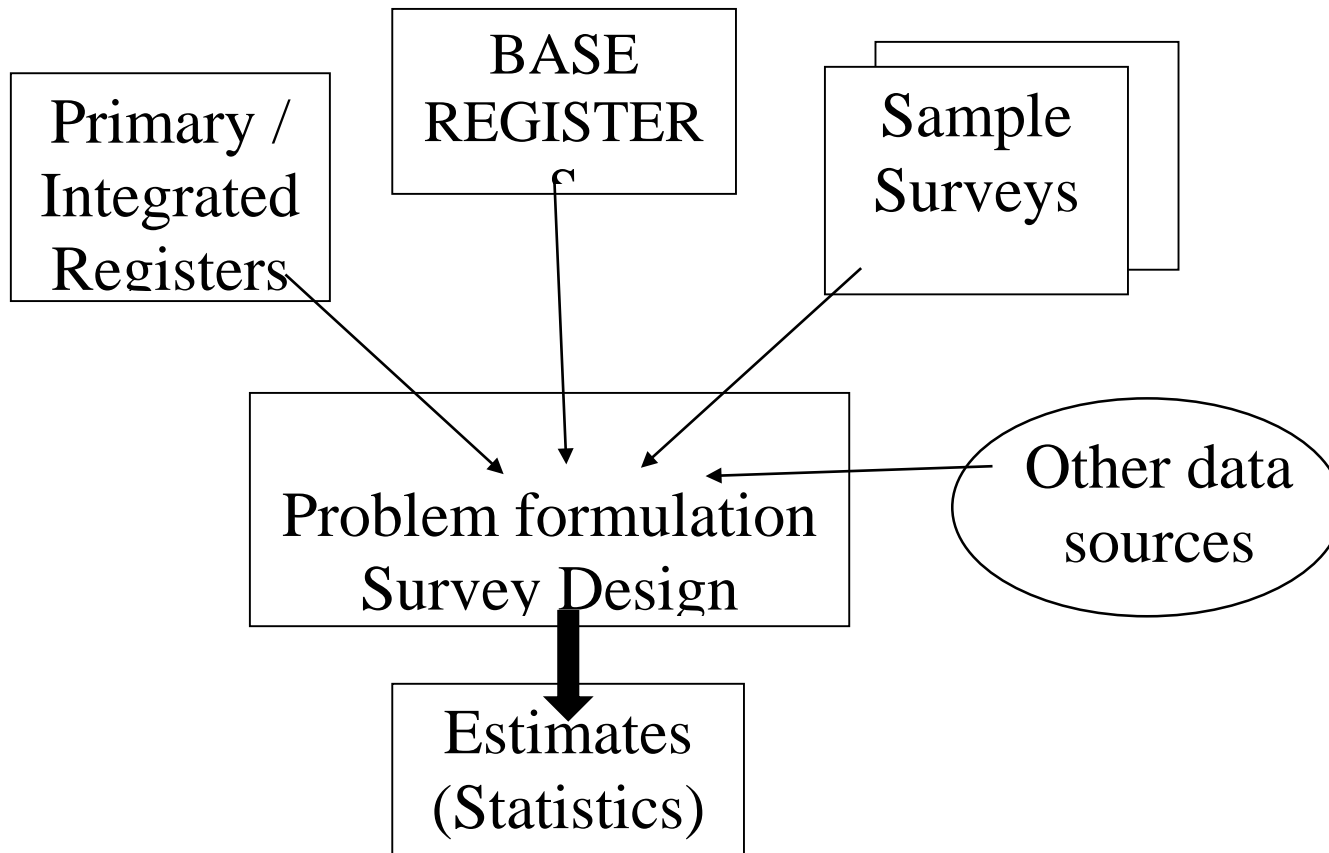 BASE
REGISTER
S
Primary /
Integrated
Registers
Sample
Surveys
Other data
sources
Problem formulation
Survey Design
Estimates
(Statistics)